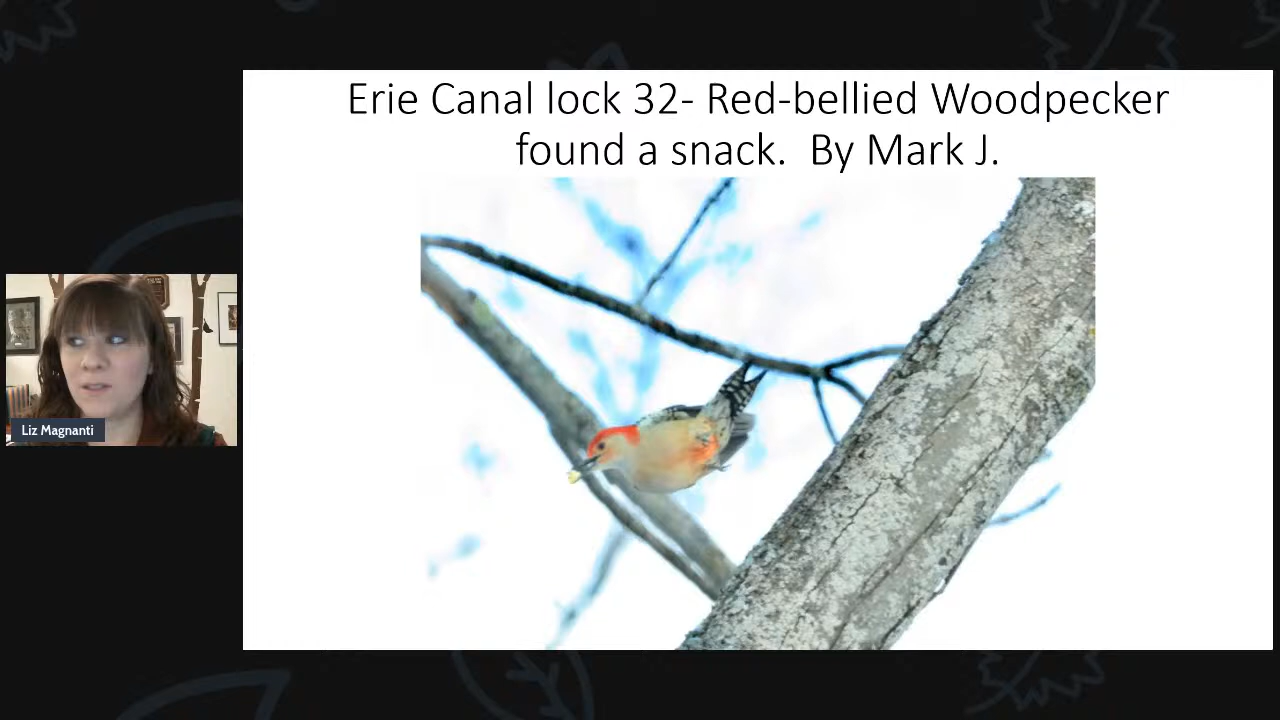 Erie Canal lock 32- Red-bellied Woodpecker
found a snack.  By Mark J.
Liz Magnanti